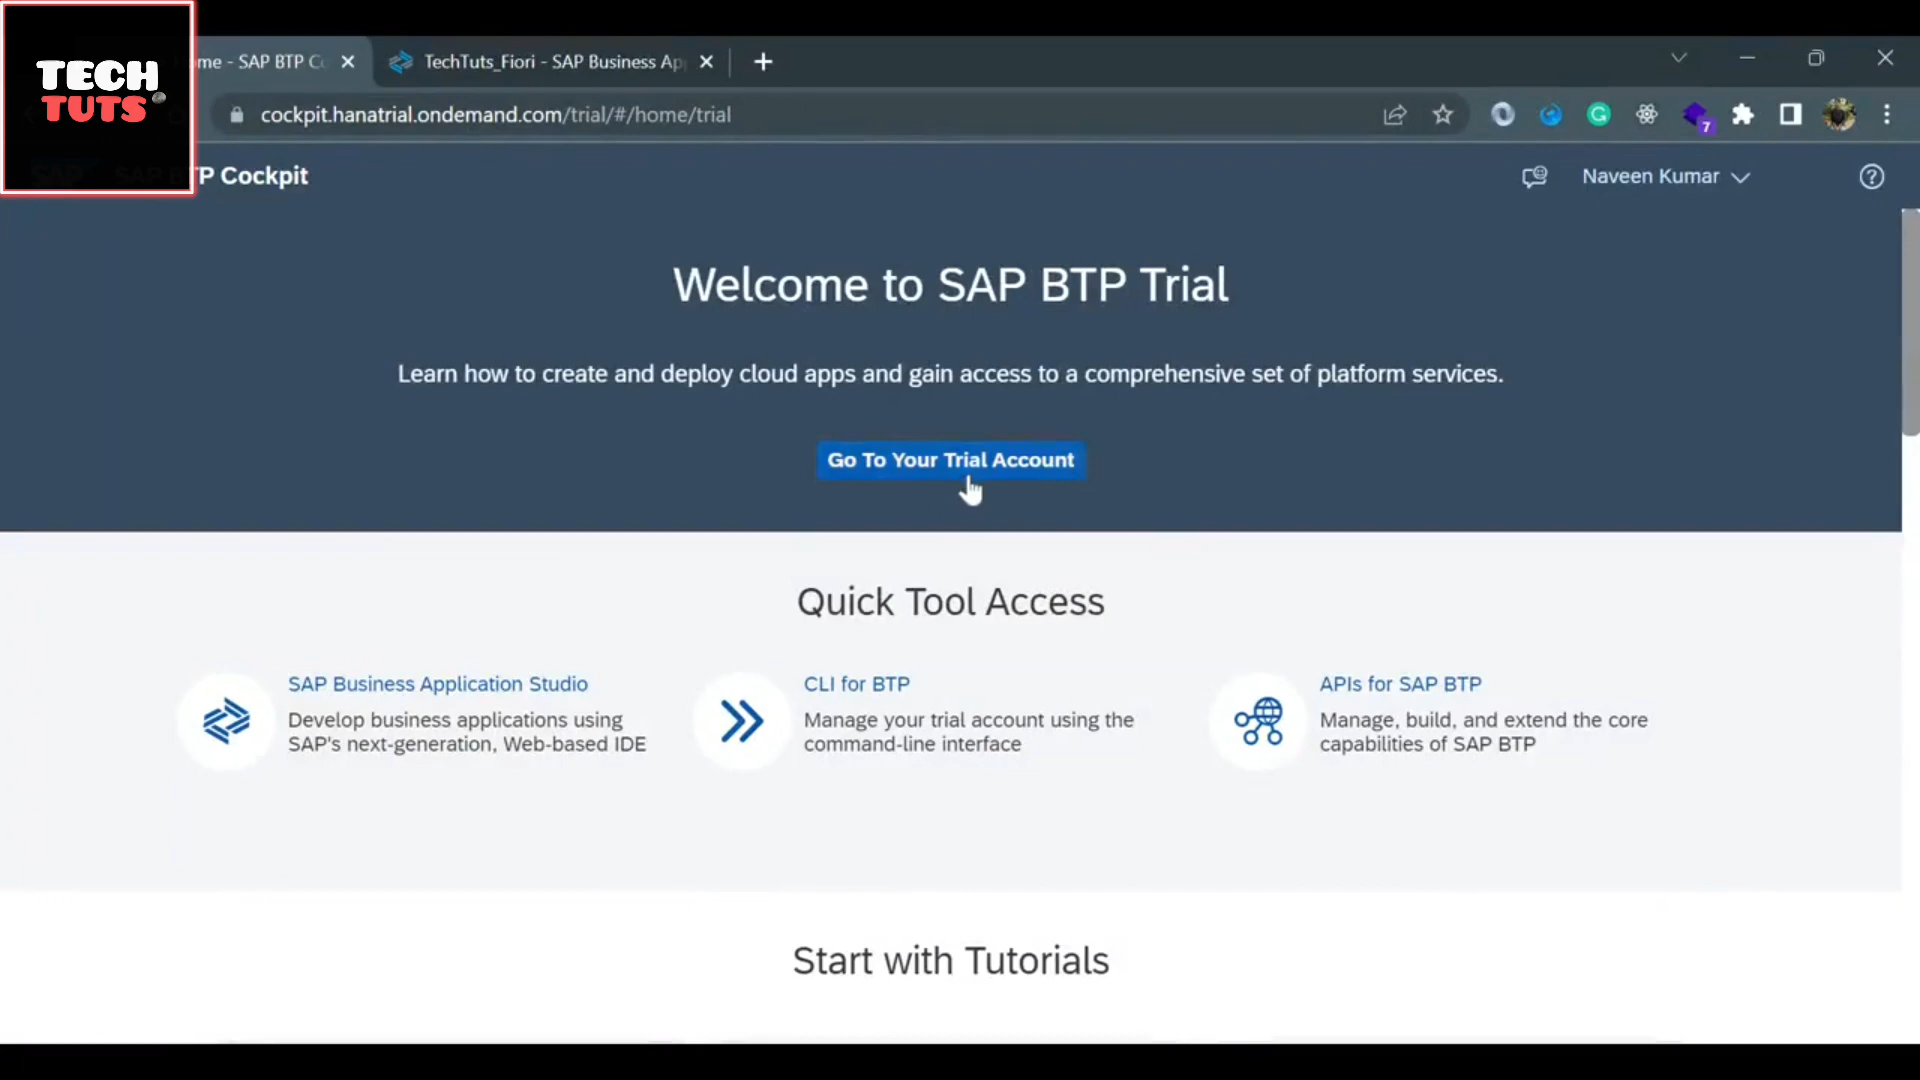 TECH
TUTS
me - SAP BTP C
TechTuts_Fiori - SAP Business Ap
cockpit.hanatrial.ondemand.com/trial/#/home/trial
7
SAP BTP Cockpit
Naveen Kumar
Welcome to SAP BTP Trial
Learn how to create and deploy cloud apps and gain access to a comprehensive set of platform services.
Go To Your Trial Account
Quick Tool Access
SAP Business Application Studio
Develop business applications using
SAP's next-generation, Web-based IDE
CLI for BTP
Manage your trial account using the
command-line interface
APIs for SAP BTP
Manage, build, and extend the core
capabilities of SAP BTP
Start with Tutorials